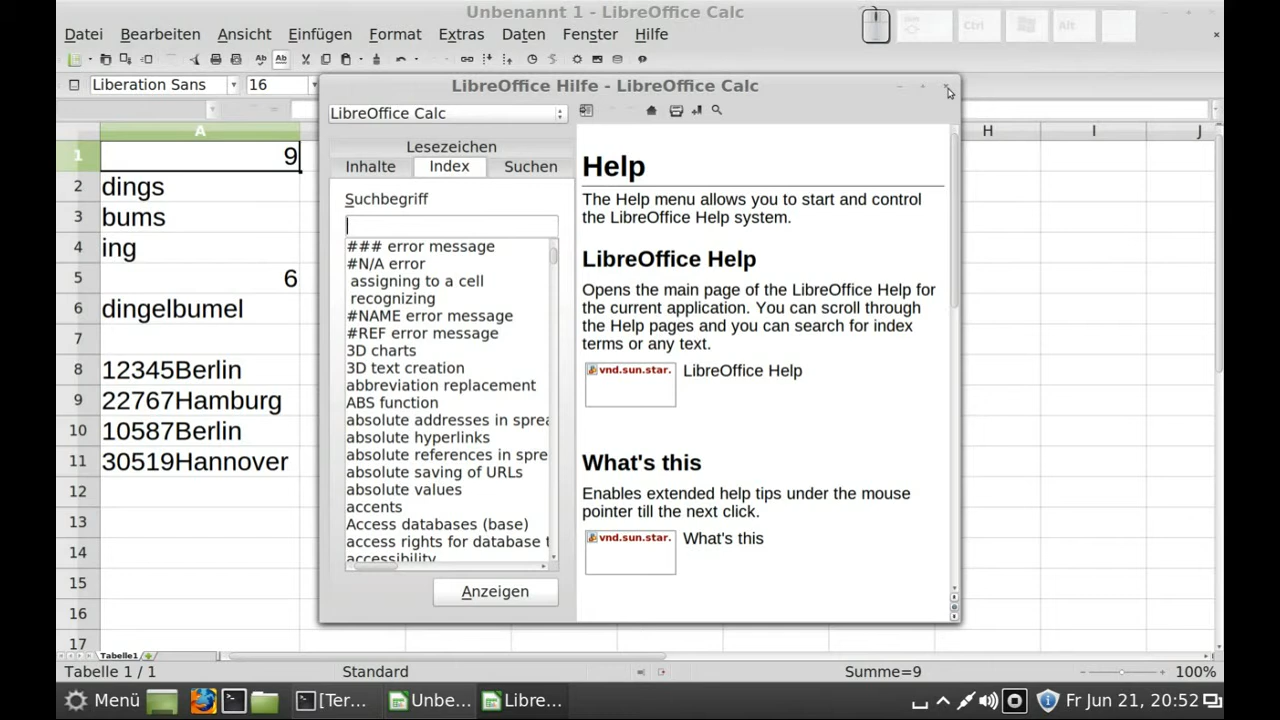 Unbenannt 1 - LibreOffice Calc
Datei Bearbeiten Ansicht Einfügen Format Extras Daten Fenster Hilfe
Ctrl Alt
Liberation Sans 16
LibreOffice Hilfe - LibreOffice Calc
LibreOffice Calc
Lesezeichen
Inhalte Index Suchen
Suchbegriff
### error message
#N/A error
assigning to a cell
recognizing
#NAME error message
#REF error message
3D charts
3D text creation
abbreviation replacement
ABS function
absolute addresses in sprea
absolute hyperlinks
absolute references in spre
absolute saving of URLs
absolute values
accents
Access databases (base)
access rights for database t
accessibility
Anzeigen
Help
The Help menu allows you to start and control
the LibreOffice Help system.
LibreOffice Help
Opens the main page of the LibreOffice Help for
the current application. You can scroll through
the Help pages and you can search for index
terms or any text.
vnd.sun.star. LibreOffice Help
What's this
Enables extended help tips under the mouse
pointer till the next click.
vnd.sun.star. What's this
A H I J
1 9
2 dings
3 bums
4 ing
5 6
6 dingelbumel
7
8 12345Berlin
9 22767Hamburg
10 10587Berlin
11 30519Hannover
12
13
14
15
16
17
Tabelle1
Tabelle 1 / 1 Standard Summe=9 100%
Menü [Ter... Unbe... Libre... Fr Jun 21, 20:52